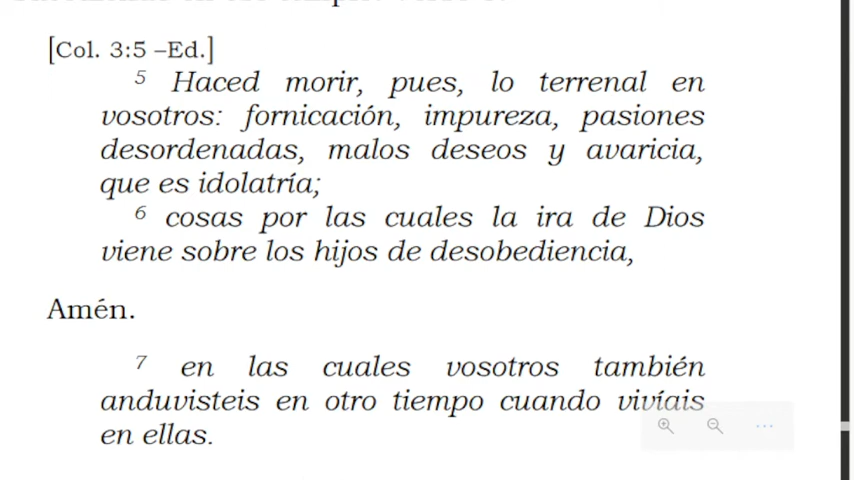 [Col. 3:5 –Ed.]
5 Haced morir, pues, lo terrenal en
vosotros: fornicación, impureza, pasiones
desordenadas, malos deseos y avaricia,
que es idolatría;
6 cosas por las cuales la ira de Dios
viene sobre los hijos de desobediencia,
Amén.
7 en las cuales vosotros también
anduvisteis en otro tiempo cuando vivíais
en ellas.